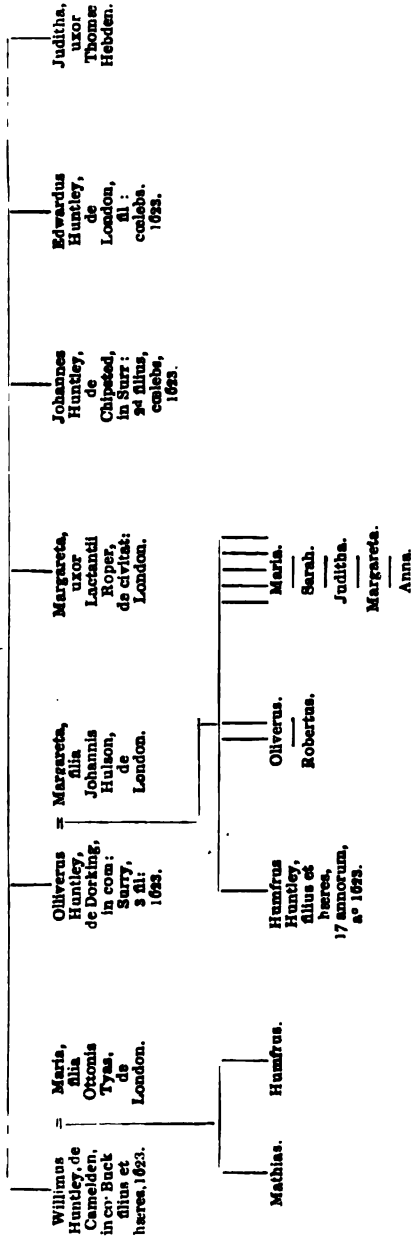 Willimus
Huntley, de
Camelden,
in co· Buck
filius et
hæres, 1623.
=
Maria,
filia
Ottonis
Tyas,
de
London.
Olliverus
Huntley,
de Dorking,
in com:
Surry,
3 fil:
1623.
=
Margareta,
filia
Johannis
Hulson,
de
London.
Margareta,
uxor
Lactantii
Roper,
de civitat:
London.
Johannes
Huntley,
de
Chipsted,
in Surr:
2d filius,
cœlebs,
1623.
Edwardus
Huntley,
de
London,
fil:
cœlebs.
1623.
Juditha,
uxor
Thomæ
Hebden.
Mathias.
Humfrus.
Humfrus
Huntley,
filius et
hæres,
17 annorum,
aº 1623.
Oliverus.
Robertus.
Maria.
Sarah.
Juditha.
Margareta.
Anna.